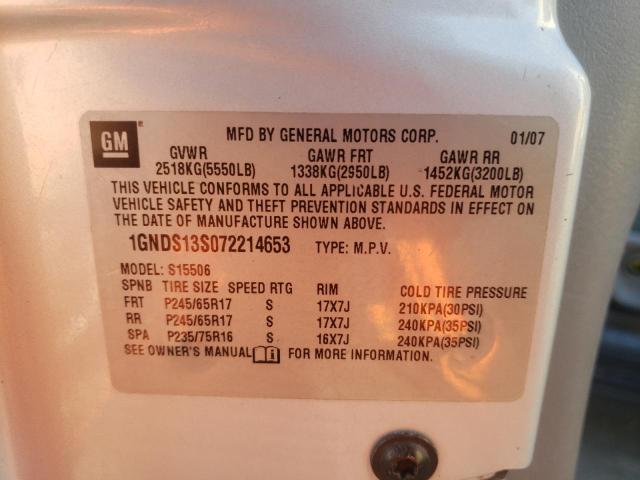 GM ® MFD BY GENERAL MOTORS CORP. 01/07
GVWR GAWR FRT GAWR RR
2518KG(5550LB) 1338KG(2950LB) 1452KG(3200LB)
THIS VEHICLE CONFORMS TO ALL APPLICABLE U.S. FEDERAL MOTOR
VEHICLE SAFETY AND THEFT PREVENTION STANDARDS IN EFFECT ON
THE DATE OF MANUFACTURE SHOWN ABOVE.
1GNDS13S072214653 TYPE: M.P.V.
MODEL: S15506
SPNB TIRE SIZE SPEED RTG RIM COLD TIRE PRESSURE
FRT P245/65R17 S 17X7J 210KPA(30PSI)
RR P245/65R17 S 17X7J 240KPA(35PSI)
SPA P235/75R16 S 16X7J 240KPA(35PSI)
SEE OWNER'S MANUAL FOR MORE INFORMATION.